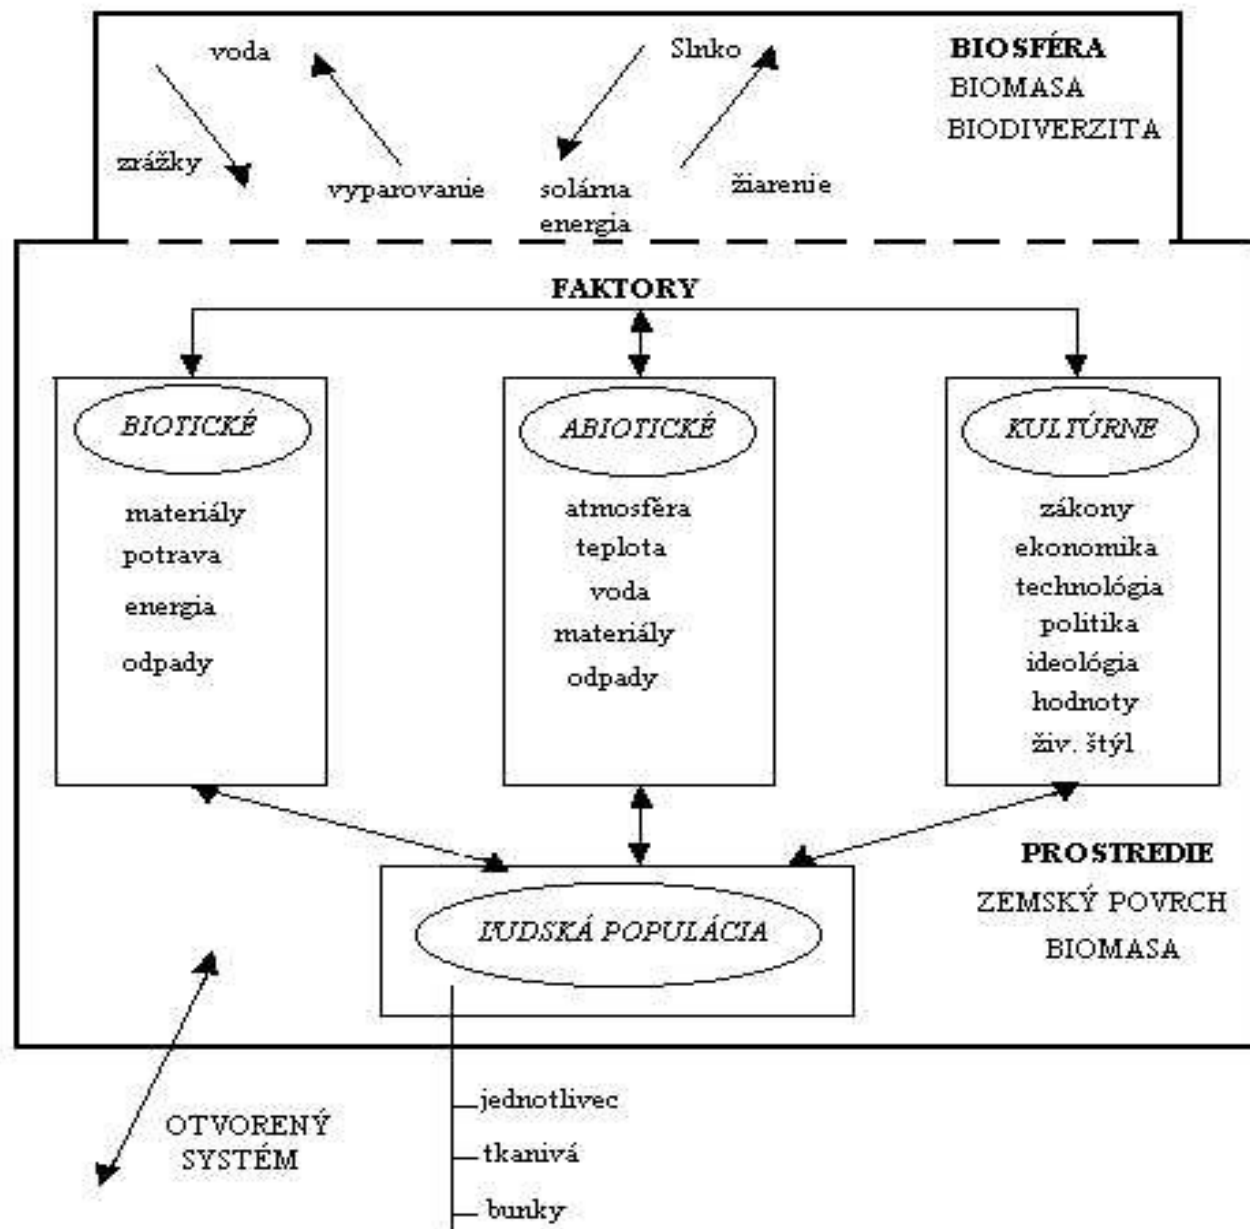 voda
Slnko
BIOSFÉRA
BIOMASA
BIODIVERZITA
zrážky
vyparovanie
solárna
energia
žiarenie
FAKTORY
BIOTICKÉ
materiály
potrava
energia
odpady
ABIOTICKÉ
atmosféra
teplota
voda
materiály
odpady
KULTÚRNE
zákony
ekonomika
technológia
politika
ideológia
hodnoty
živ. štýl
PROSTREDIE
ZEMSKÝ POVRCH
BIOMASA
ĽUDSKÁ POPULÁCIA
OTVORENÝ
SYSTÉM
jednotlivec
tkanivá
bunky